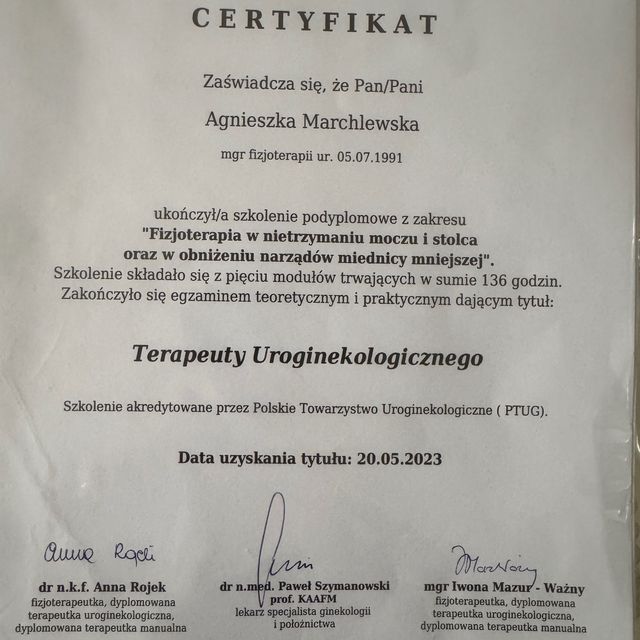 CERTYFIKAT
Zaświadcza się, że Pan/Pani
Agnieszka Marchlewska
mgr fizjoterapii ur. 05.07.1991
ukończył/a szkolenie podyplomowe z zakresu
"Fizjoterapia w nietrzymaniu moczu i stolca
oraz w obniżeniu narządów miednicy mniejszej".
Szkolenie składało się z pięciu modułów trwających w sumie 136 godzin.
Zakończyło się egzaminem teoretycznym i praktycznym dającym tytuł:
Terapeuty Uroginekologicznego
Szkolenie akredytowane przez Polskie Towarzystwo Uroginekologiczne ( PTUG).
Data uzyskania tytułu: 20.05.2023
dr n.k.f. Anna Rojek
fizjoterapeutka, dyplomowana
terapeutka uroginekologiczna,
dyplomowana terapeutka manualna
dr n.med. Paweł Szymanowski
prof. KAAFM
lekarz specjalista ginekologii
i położnictwa
mgr Iwona Mazur - Ważny
fizjoterapeutka, dyplomowana
terapeutka uroginekologiczna,
dyplomowana terapeutka manualna